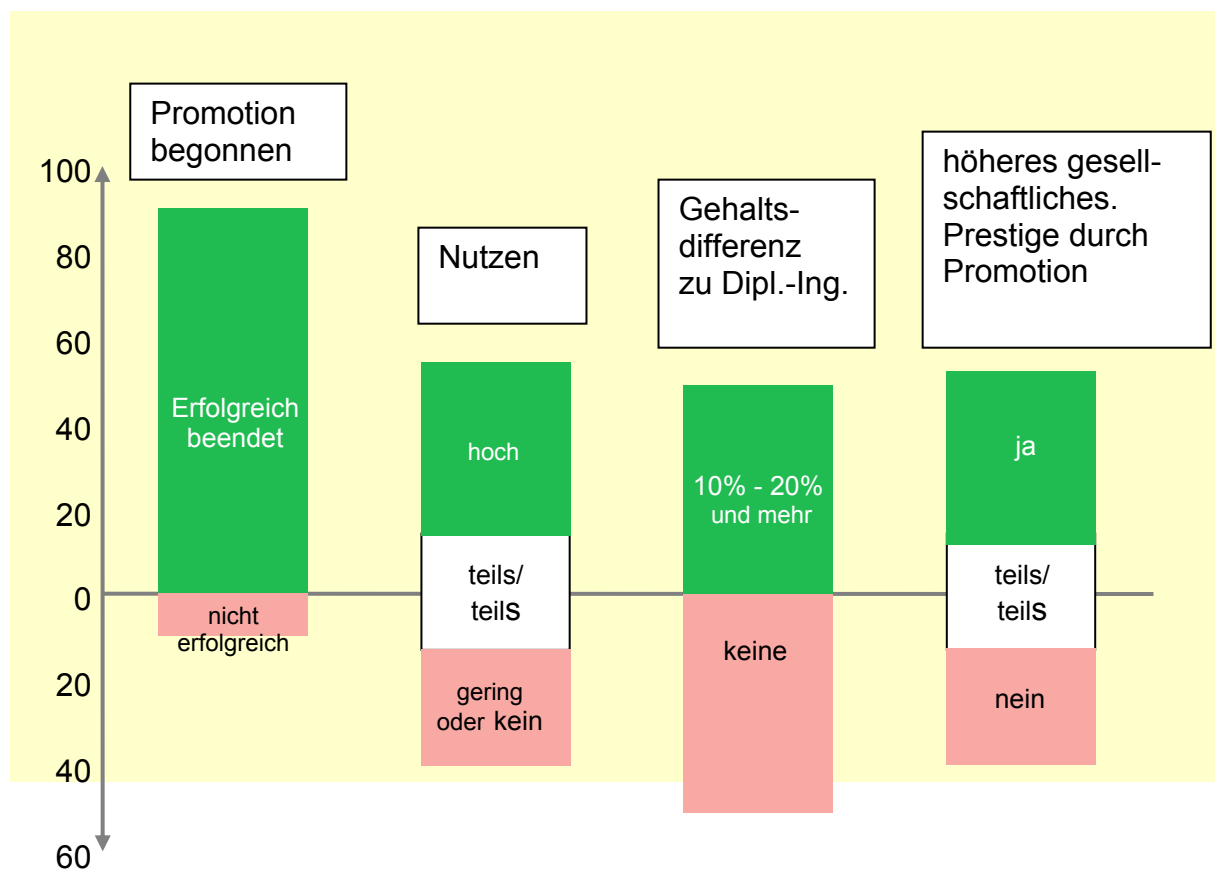 Promotion
begonnen
höheres gesell-
schaftliches.
Prestige durch
Promotion
Gehalts-
differenz
zu Dipl.-Ing.
Nutzen
100
80
60
40
20
0
20
40
60
Erfolgreich
beendet
nicht
erfolgreich
hoch
teils/
teils
gering
oder kein
10% - 20%
und mehr
keine
ja
teils/
teils
nein